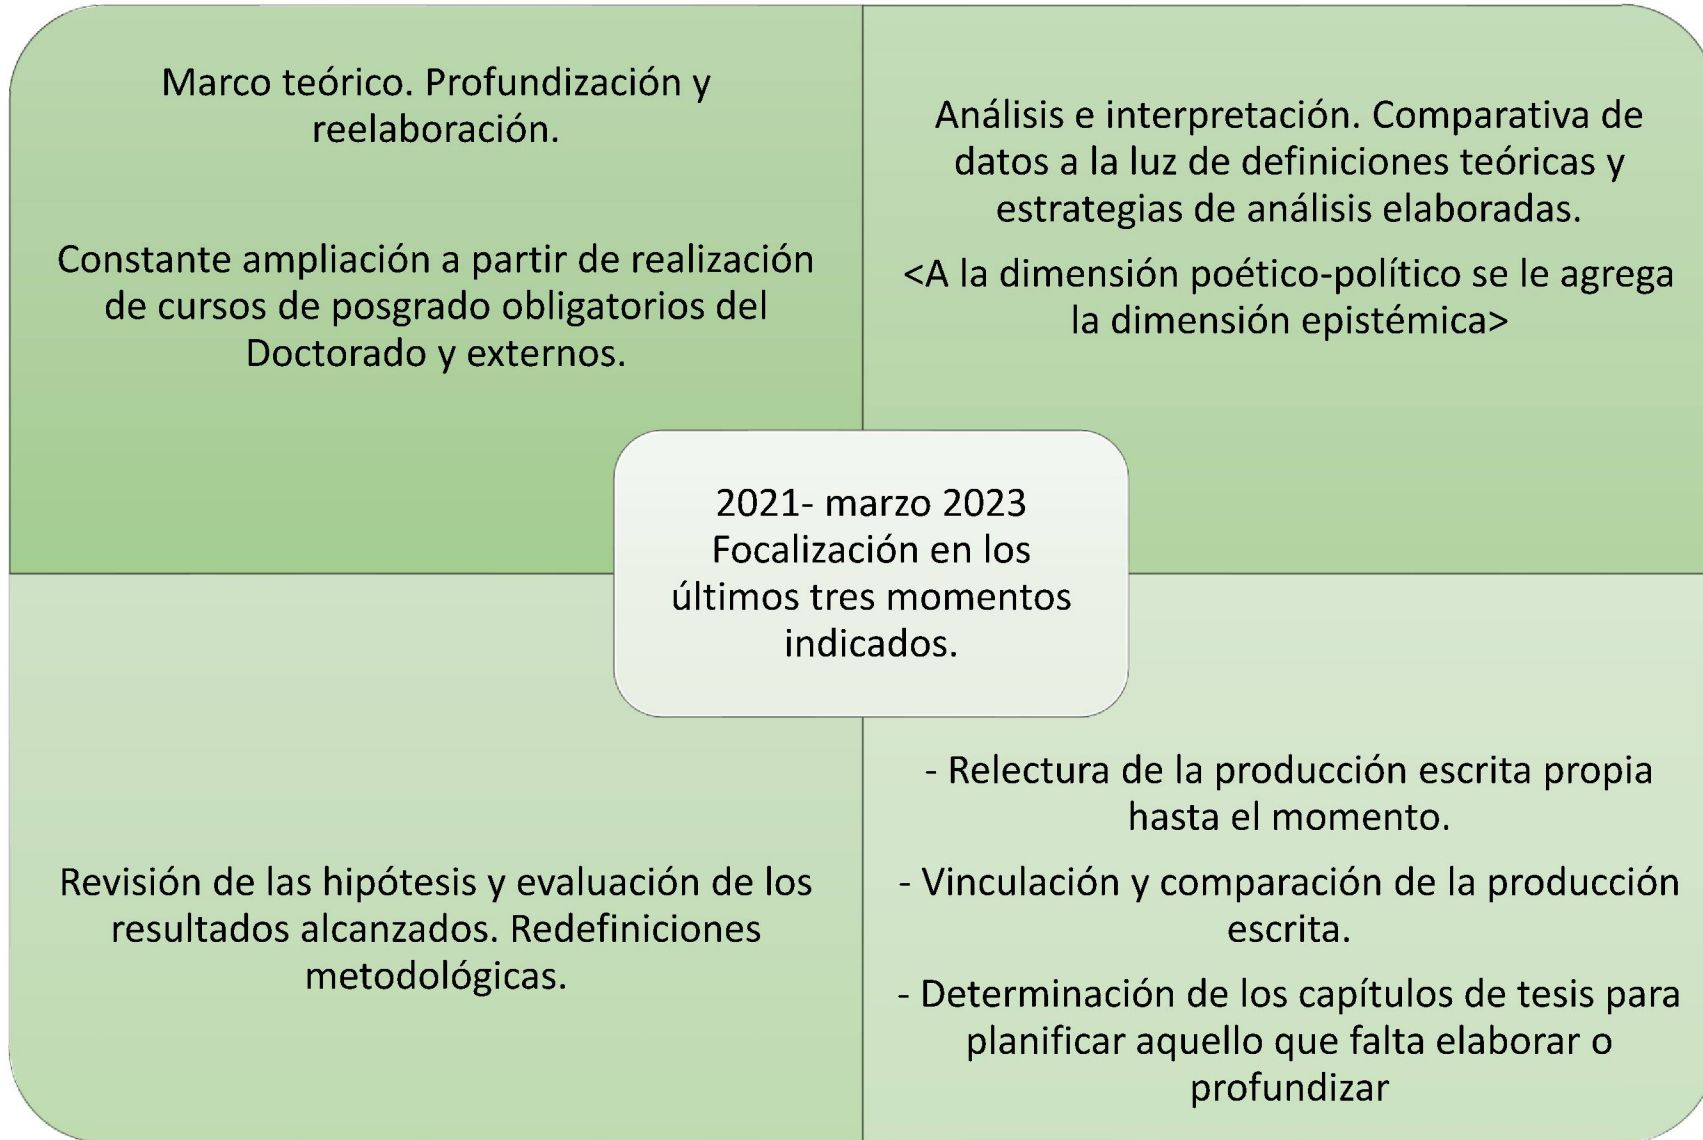 Marco teórico. Profundización y
reelaboración.
Constante ampliación a partir de realización
de cursos de posgrado obligatorios del
Doctorado y externos.
Análisis e interpretación. Comparativa de
datos a la luz de definiciones teóricas y
estrategias de análisis elaboradas.
<A la dimensión poético-político se le agrega
la dimensión epistémica>
2021- marzo 2023
Focalización en los
últimos tres momentos
indicados.
Revisión de las hipótesis y evaluación de los
resultados alcanzados. Redefiniciones
metodológicas.
- Relectura de la producción escrita propia
hasta el momento.
- Vinculación y comparación de la producción
escrita.
- Determinación de los capítulos de tesis para
planificar aquello que falta elaborar o
profundizar